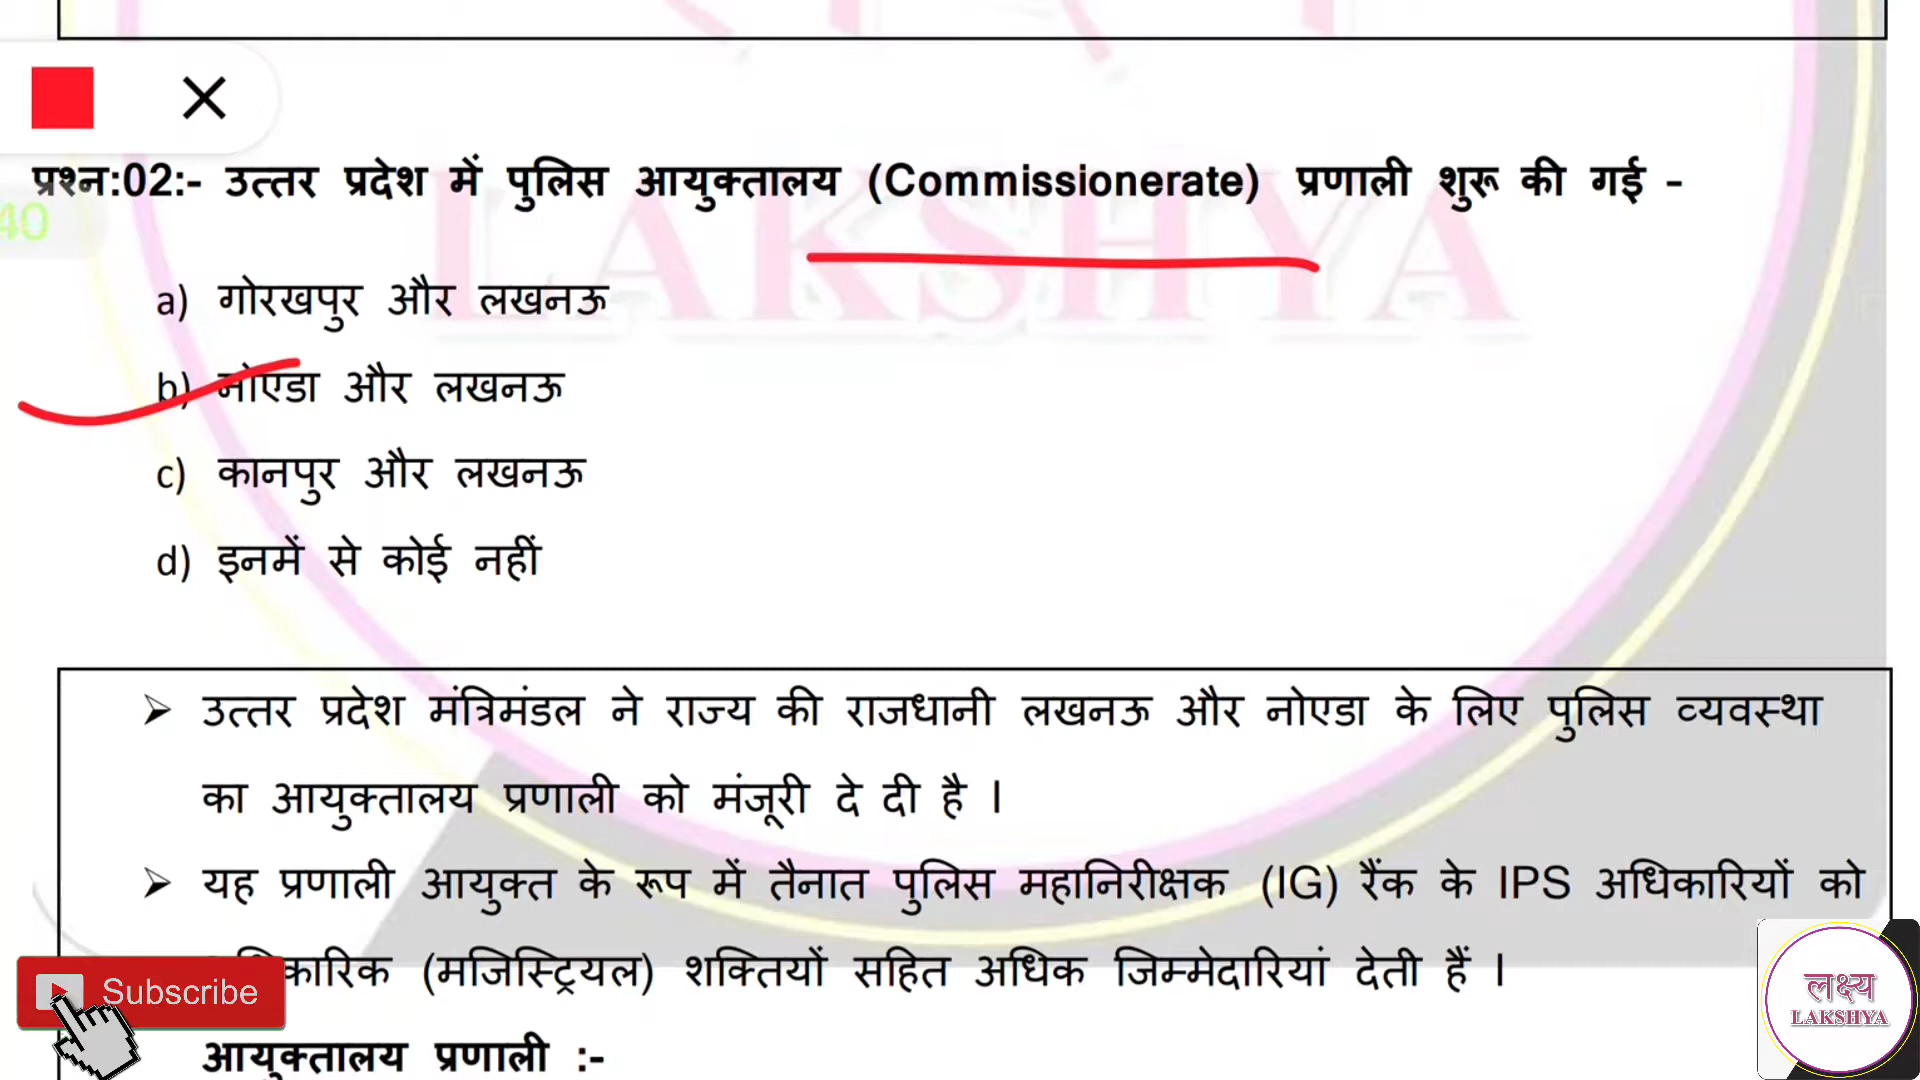 प्रश्न:02:- उत्तर प्रदेश में पुलिस आयुक्तालय (Commissionerate) प्रणाली शुरू की गई -
40
LAKSHYA
a) गोरखपुर और लखनऊ
b) नोएडा और लखनऊ
c) कानपुर और लखनऊ
d) इनमें से कोई नहीं
➢ उत्तर प्रदेश मंत्रिमंडल ने राज्य की राजधानी लखनऊ और नोएडा के लिए पुलिस व्यवस्था
का आयुक्तालय प्रणाली को मंजूरी दे दी है ।
➢ यह प्रणाली आयुक्त के रूप में तैनात पुलिस महानिरीक्षक (IG) रैंक के IPS अधिकारियों को
(मजिस्ट्रियल) शक्तियों सहित अधिक जिम्मेदारियां देती हैं ।
Subscribe
लक्ष्य
LAKSHYA
आयुक्तालय प्रणाली :-